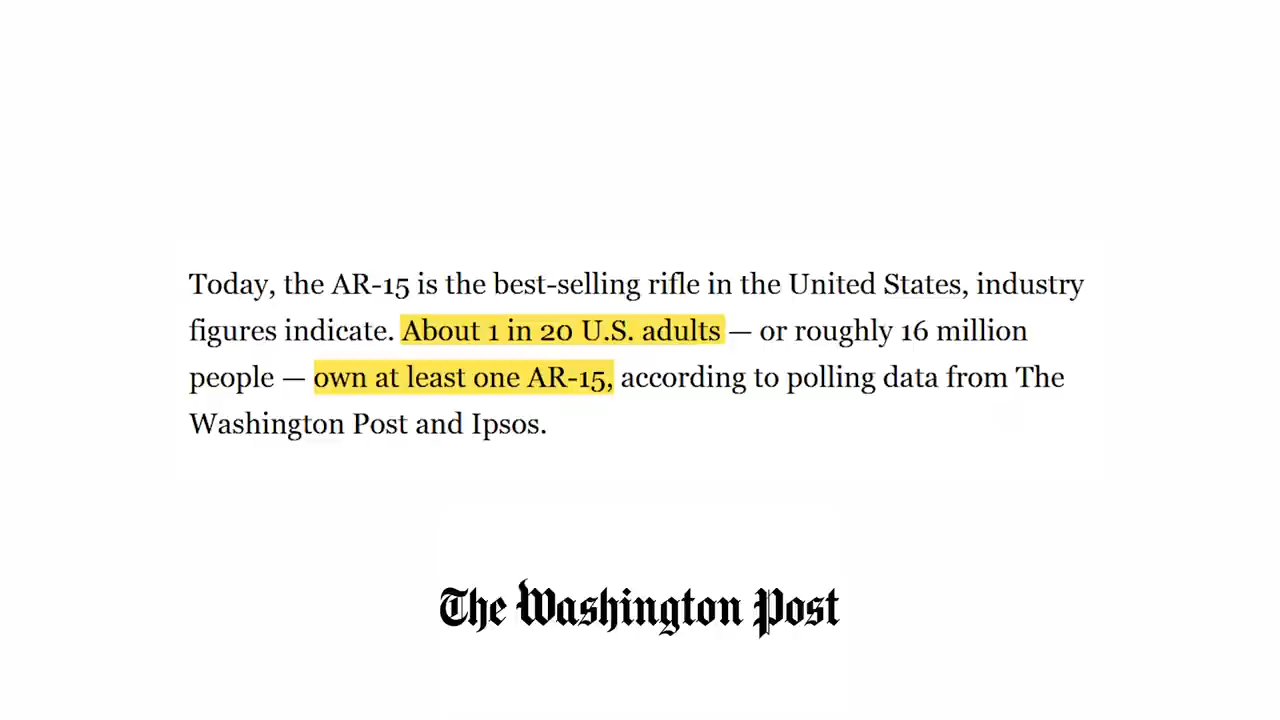 Today, the AR-15 is the best-selling rifle in the United States, industry
figures indicate. About 1 in 20 U.S. adults — or roughly 16 million
people — own at least one AR-15, according to polling data from The
Washington Post and Ipsos.
The Washington Post